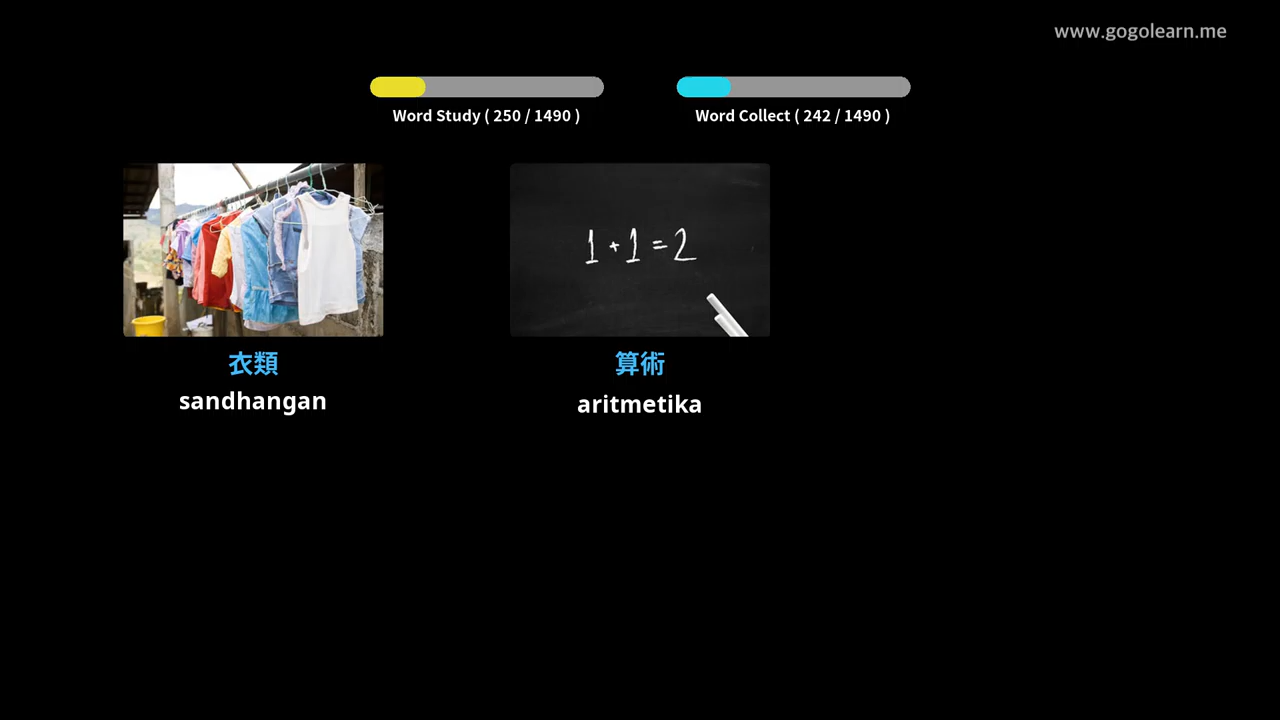 www.gogolearn.me
Word Study ( 250 / 1490 )
Word Collect ( 242 / 1490 )
1+1=2
衣類
算術
sandhangan
aritmetika